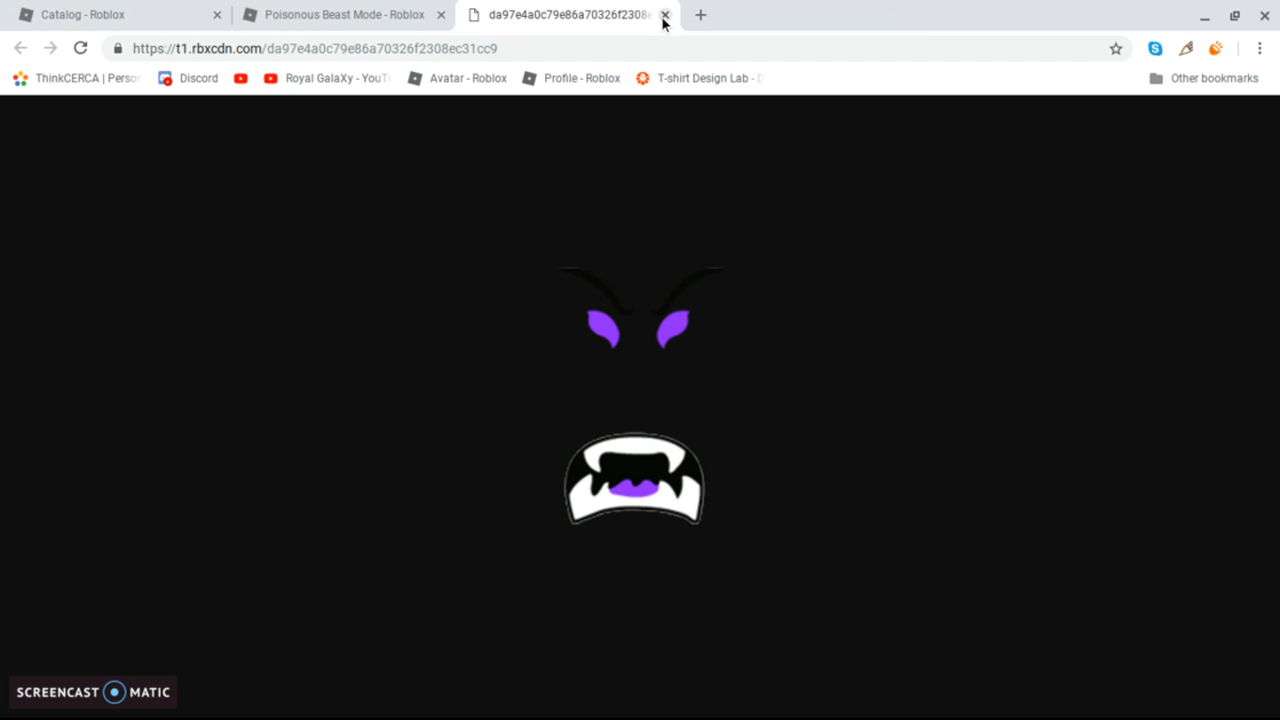 Catalog - Roblox
Poisonous Beast Mode - Roblox
da97e4a0c79e86a70326f2308e
https://t1.rbxcdn.com/da97e4a0c79e86a70326f2308ec31cc9
ThinkCERCA | Perso
Discord
Royal GalaXy - YouT
Avatar - Roblox
Profile - Roblox
T-shirt Design Lab -
Other bookmarks
SCREENCAST MATIC